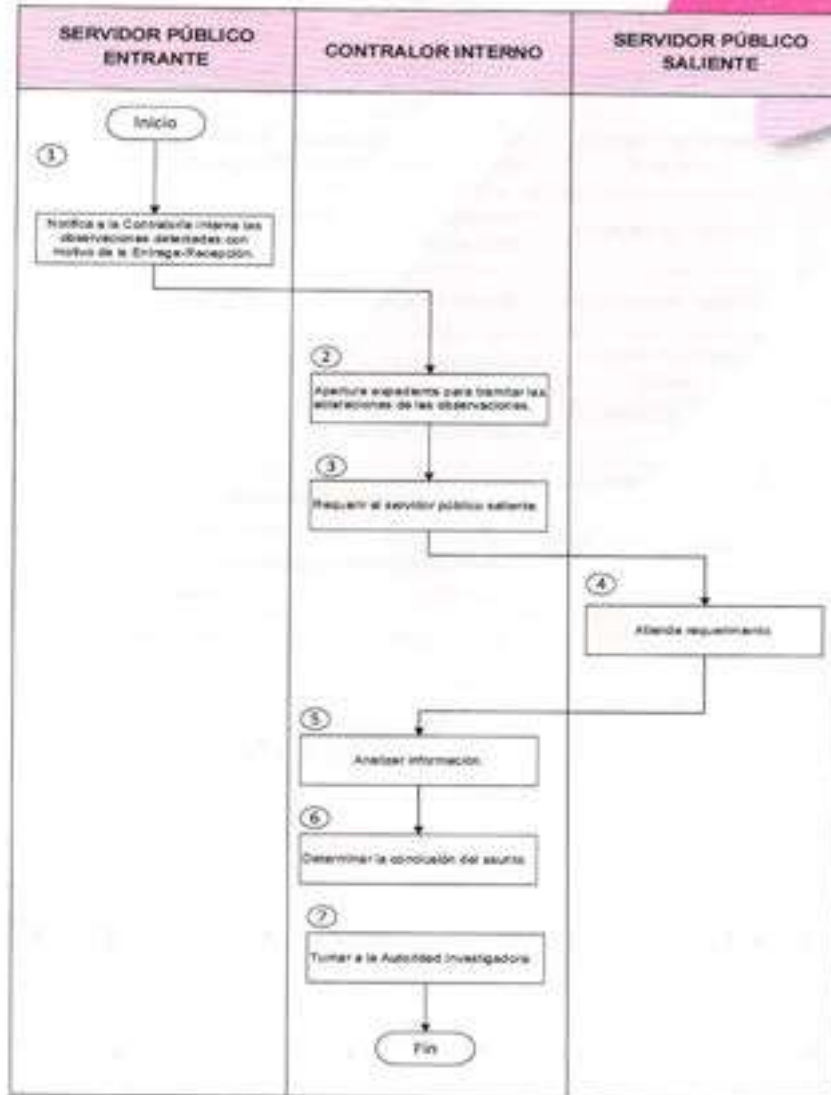 SERVIDOR PÚBLICO
ENTRANTE
CONTRALOR INTERNO
SERVIDOR PÚBLICO
SALIENTE
Inicio
1
Notifica a la Contraloría Interna las
observaciones detectadas con
motivo de la Entrega-Recepción.
2
Apertura expediente para tramitar las
aclaraciones de las observaciones.
3
Requerir al servidor público saliente.
4
Atiende requerimiento
5
Analizar información.
6
Determinar la conclusión del asunto
7
Turnar a la Autoridad Investigadora
Fin